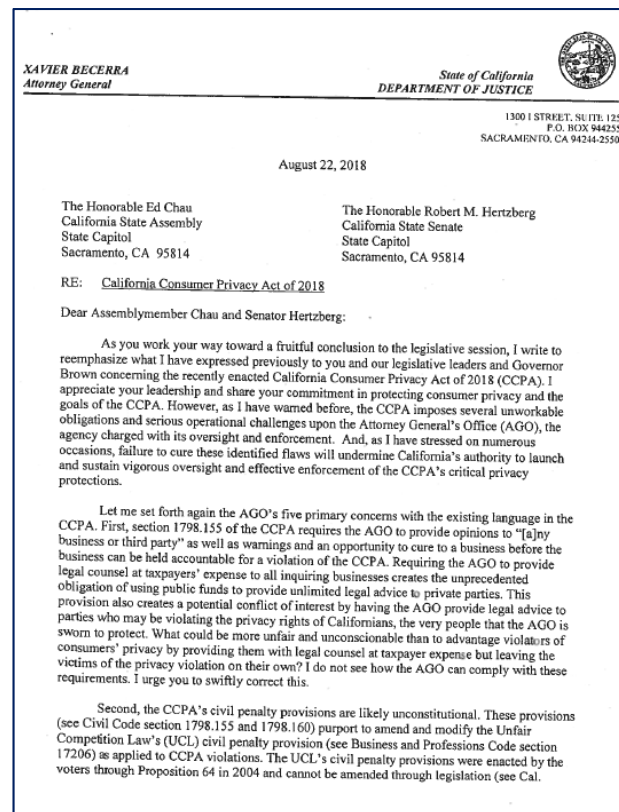 XAVIER BECERRA
Attorney General
State of California
DEPARTMENT OF JUSTICE
1300 I STREET, SUITE 125
P.O. BOX 944255
SACRAMENTO, CA 94244-2550
August 22, 2018
The Honorable Ed Chau
California State Assembly
State Capitol
Sacramento, CA 95814
The Honorable Robert M. Hertzberg
California State Senate
State Capitol
Sacramento, CA 95814
RE: California Consumer Privacy Act of 2018
Dear Assemblymember Chau and Senator Hertzberg:
As you work your way toward a fruitful conclusion to the legislative session, I write to
reemphasize what I have expressed previously to you and our legislative leaders and Governor
Brown concerning the recently enacted California Consumer Privacy Act of 2018 (CCPA). I
appreciate your leadership and share your commitment in protecting consumer privacy and the
goals of the CCPA. However, as I have warned before, the CCPA imposes several unworkable
obligations and serious operational challenges upon the Attorney General's Office (AGO), the
agency charged with its oversight and enforcement. And, as I have stressed on numerous
occasions, failure to cure these identified flaws will undermine California's authority to launch
and sustain vigorous oversight and effective enforcement of the CCPA's critical privacy
protections.
Let me set forth again the AGO's five primary concerns with the existing language in the
CCPA. First, section 1798.155 of the CCPA requires the AGO to provide opinions to "[a]ny
business or third party" as well as warnings and an opportunity to cure to a business before the
business can be held accountable for a violation of the CCPA. Requiring the AGO to provide
legal counsel at taxpayers' expense to all inquiring businesses creates the unprecedented
obligation of using public funds to provide unlimited legal advice to private parties. This
provision also creates a potential conflict of interest by having the AGO provide legal advice to
parties who may be violating the privacy rights of Californians, the very people that the AGO is
sworn to protect. What could be more unfair and unconscionable than to advantage violators of
consumers' privacy by providing them with legal counsel at taxpayer expense but leaving the
victims of the privacy violation on their own? I do not see how the AGO can comply with these
requirements. I urge you to swiftly correct this.
Second, the CCPA's civil penalty provisions are likely unconstitutional. These provisions
(see Civil Code section 1798.155 and 1798.160) purport to amend and modify the Unfair
Competition Law's (UCL) civil penalty provision (see Business and Professions Code section
17206) as applied to CCPA violations. The UCL's civil penalty provisions were enacted by the
voters through Proposition 64 in 2004 and cannot be amended through legislation (see Cal.